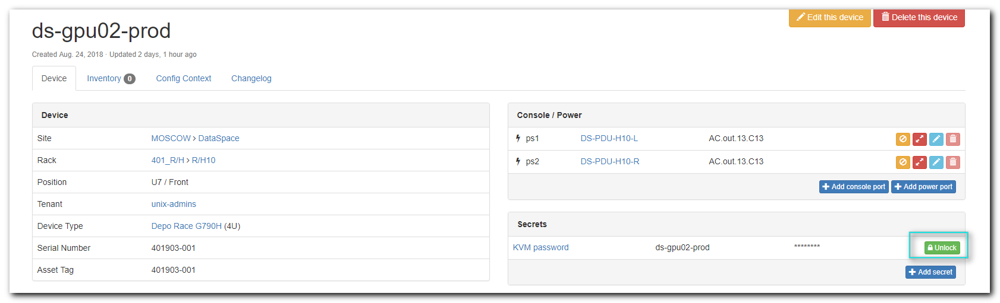 Edit this device Delete this device
ds-gpu02-prod
Created Aug. 24, 2018 · Updated 2 days, 1 hour ago
Device Inventory 0 Config Context Changelog
Device
Site MOSCOW > DataSpace
Rack 401_R/H > R/H10
Position U7 / Front
Tenant unix-admins
Device Type Depo Race G790H (4U)
Serial Number 401903-001
Asset Tag 401903-001
Console / Power
ps1 DS-PDU-H10-L AC.out.13.C13
ps2 DS-PDU-H10-R AC.out.13.C13
Add console port Add power port
Secrets
KVM password ds-gpu02-prod ******** Unlock
Add secret